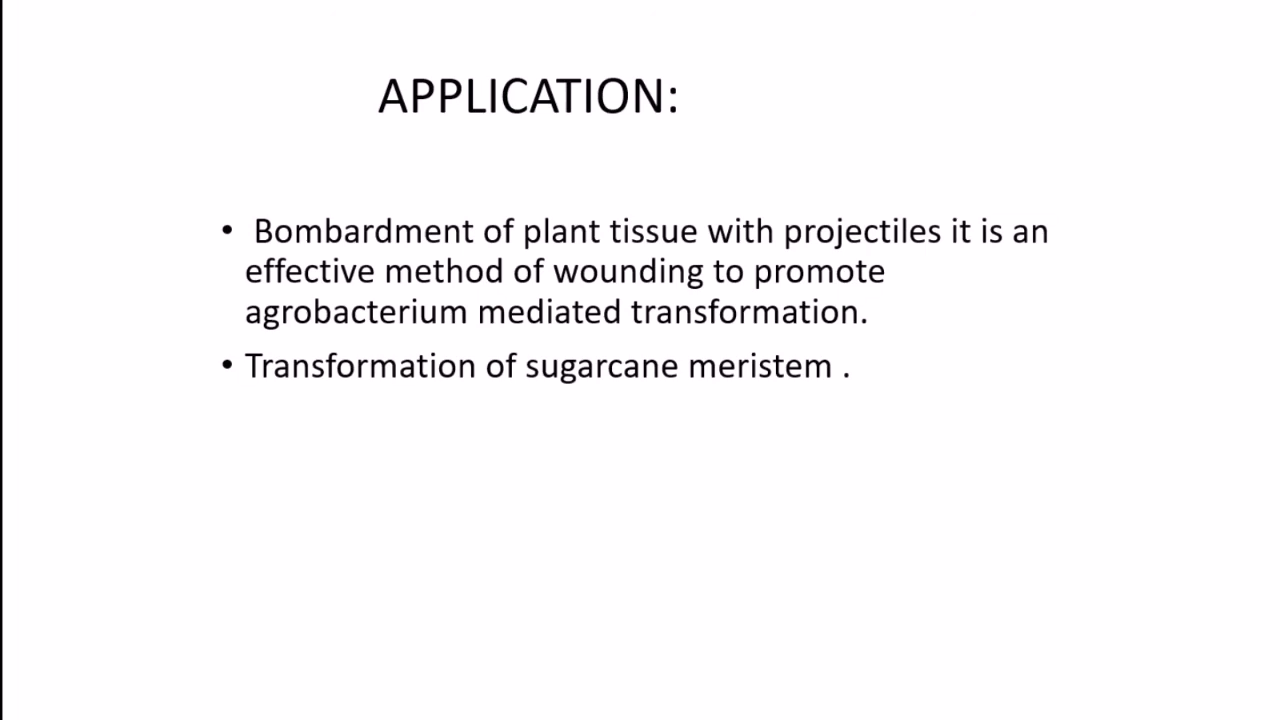 APPLICATION:
• Bombardment of plant tissue with projectiles it is an
effective method of wounding to promote
agrobacterium mediated transformation.
• Transformation of sugarcane meristem .